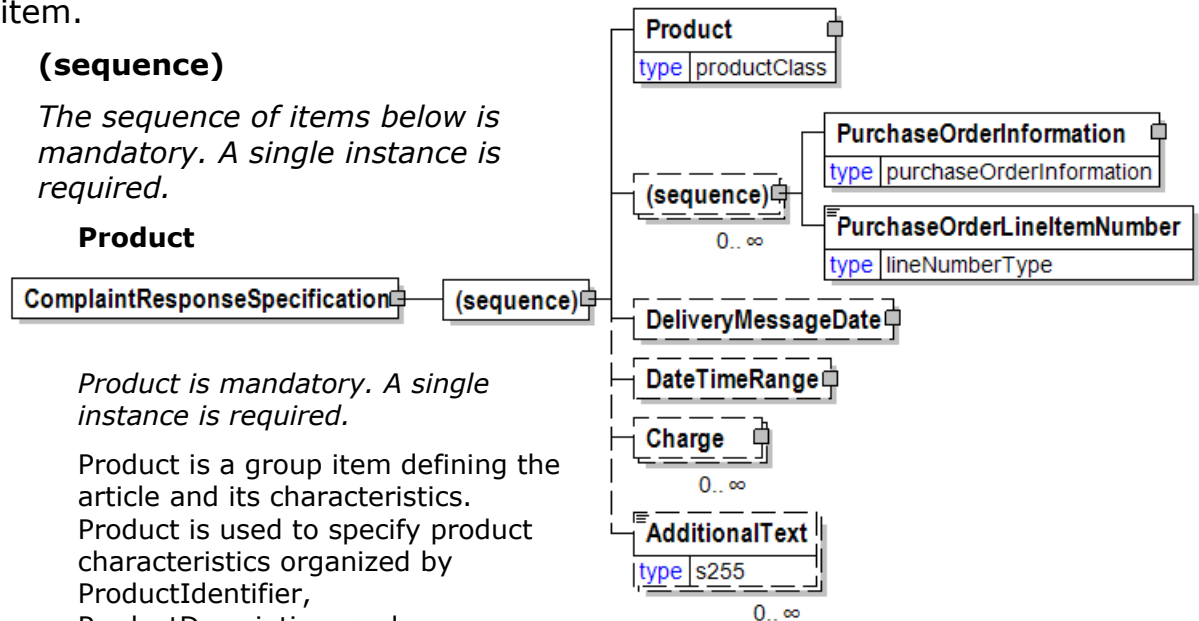 item.
(sequence)
The sequence of items below is
mandatory. A single instance is
required.
Product
Product is mandatory. A single
instance is required.
Product is a group item defining the
article and its characteristics.
Product is used to specify product
characteristics organized by
ProductIdentifier,
ComplaintResponseSpecification
(sequence)
Product
type productClass
(sequence)
0.. ∞
PurchaseOrderInformation
type purchaseOrderInformation
PurchaseOrderLineItemNumber
type lineNumberType
DeliveryMessageDate
DateTimeRange
Charge
0.. ∞
AdditionalText
type s255
0.. ∞